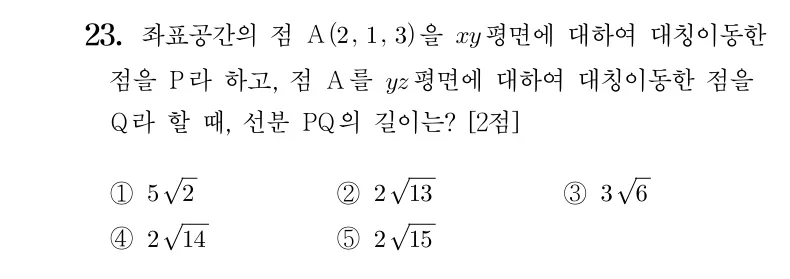 23. 좌표공간의 점 A(2, 1, 3)을 xy평면에 대하여 대칭이동한
점을 P라 하고, 점 A를 yz평면에 대하여 대칭이동한 점을
Q라 할 때, 선분 PQ의 길이는? [2점]
① 5√2 ② 2√13 ③ 3√6
④ 2√14 ⑤ 2√15